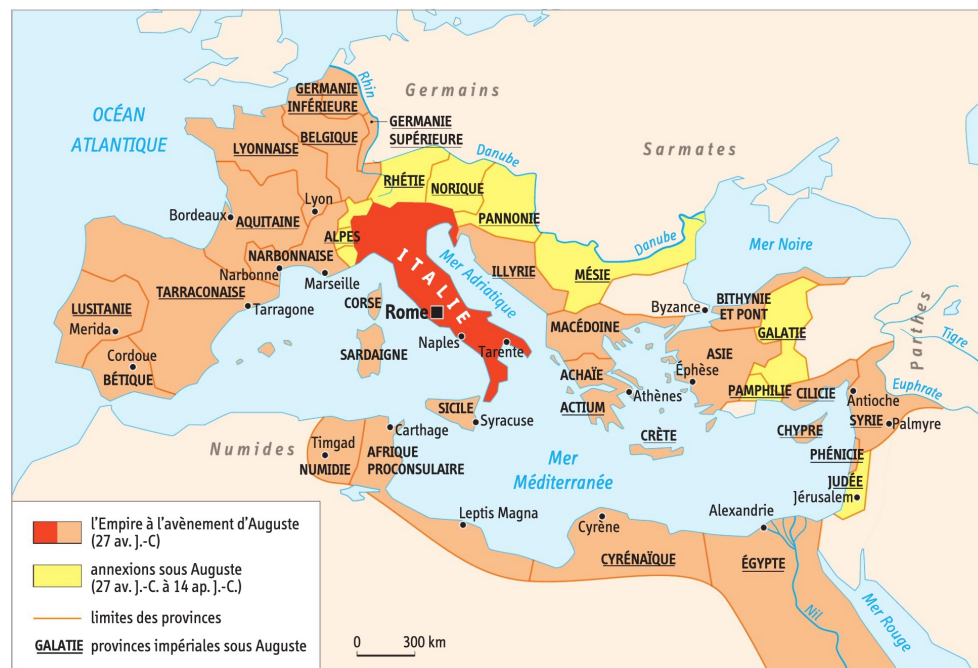 OCÉAN
ATLANTIQUE
Rhin
Germains
GERMANIE
INFÉRIEURE
GERMANIE
SUPÉRIEURE
BELGIQUE
LYONNAISE
Sarmates
Danube
RHÉTIE
NORIQUE
PANNONIE
Lyon
Bordeaux
AQUITAINE
ALPES
ITALIE
Mer Adriatique
Danube
Mer Noire
NARBONNAISE
Narbonne
Marseille
ILLYRIE
MÉSIE
TARRACONAISE
Tarragone
CORSE
Rome
Byzance
BITHYNIE
ET PONT
LUSITANIE
Merida
MACÉDOINE
GALATIE
Parthes
Tigre
Naples
Tarente
SARDAIGNE
Cordoue
BÉTIQUE
ACHAÏE
ASIE
Éphèse
Euphrate
PAMPHILIE
CILICIE
Antioche
ACTIUM
Athènes
SICILE
Syracuse
SYRIE
Palmyre
CHYPRE
CRÈTE
Numides
Timgad
NUMIDIE
Carthage
AFRIQUE
PROCONSULAIRE
Mer
Méditerranée
PHÉNICIE
JUDÉE
Jérusalem
Leptis Magna
Cyrène
Alexandrie
CYRÉNAÏQUE
ÉGYPTE
Nil
Mer Rouge
l'Empire à l'avènement d'Auguste
(27 av. J.-C)
annexions sous Auguste
(27 av. J.-C. à 14 ap. J.-C.)
limites des provinces
GALATIE provinces impériales sous Auguste
0 300 km